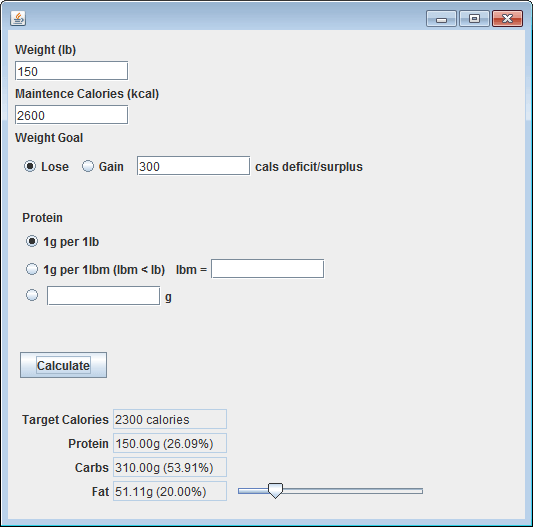 Weight (lb)
150
Maintence Calories (kcal)
2600
Weight Goal
Lose Gain 300 cals deficit/surplus
Protein
1g per 1lb
1g per 1lbm (lbm < lb) lbm =
g
Calculate
Target Calories 2300 calories
Protein 150.00g (26.09%)
Carbs 310.00g (53.91%)
Fat 51.11g (20.00%)